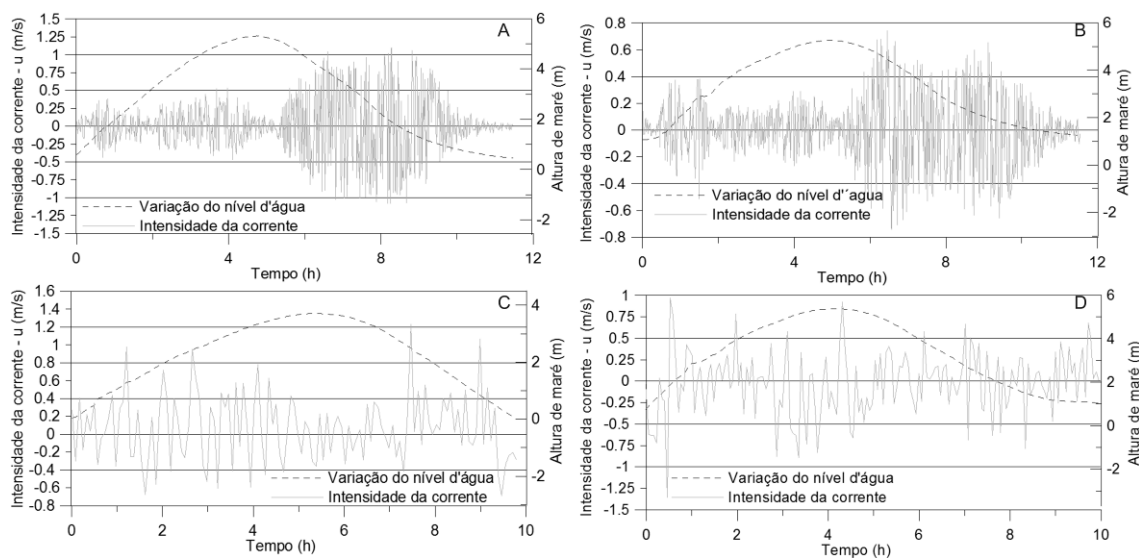 A
Intensidade da corrente - u (m/s)
1.5
1.25
1
0.75
0.5
0.25
0
-0.25
-0.5
-0.75
-1
-1.25
-1.5
Variação do nível d'água
Intensidade da corrente
6
4
2
0
-2
Altura de maré (m)
0 2 4 6 8 10 12
Tempo (h)
B
Intensidade da corrente - u (m/s)
0.8
0.6
0.4
0.2
0
-0.2
-0.4
-0.6
-0.8
Variação do nível d'´agua
Intensidade da corrente
6
4
2
0
-2
Altura de maré (m)
0 4 8 12
Tempo (h)
C
Intensidade da corrente - u (m/s)
1.6
1.4
1.2
1
0.8
0.6
0.4
0.2
0
-0.2
-0.4
-0.6
-0.8
Variação do nível d'água
Intensidade da corrente
4
2
0
-2
Altura de maré (m)
0 2 4 6 8 10
Tempo (h)
D
Intensidade da corrente - u (m/s)
1
0.75
0.5
0.25
0
-0.25
-0.5
-0.75
-1
-1.25
-1.5
Variação do nível d'água
Intensidade da corrente
6
4
2
0
-2
Altura de maré (m)
0 2 4 6 8 10
Tempo (h)